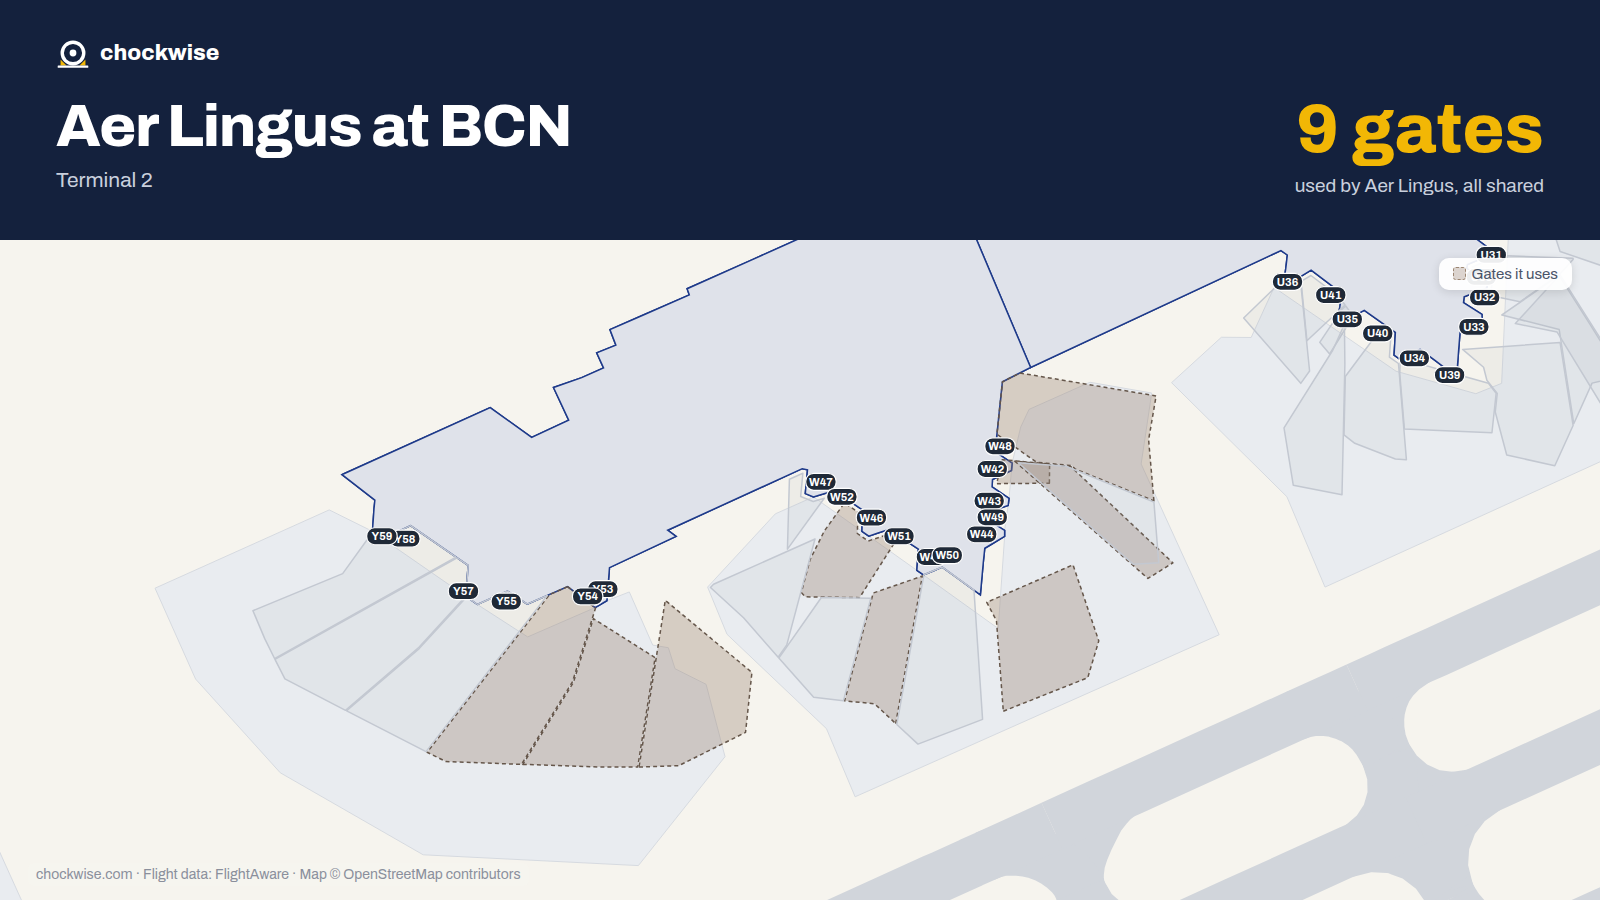 chockwise
Aer Lingus at BCN
Terminal 2
9 gates
used by Aer Lingus, all shared
U31
Gates it uses
U36
U41
U32
U35
U33
U40
U34
U39
W48
W42
W47
W52
W43
W46
W49
W51
W44
W50
Y59
Y58
Y57
Y55
Y54
Y53
chockwise.com · Flight data: FlightAware · Map © OpenStreetMap contributors